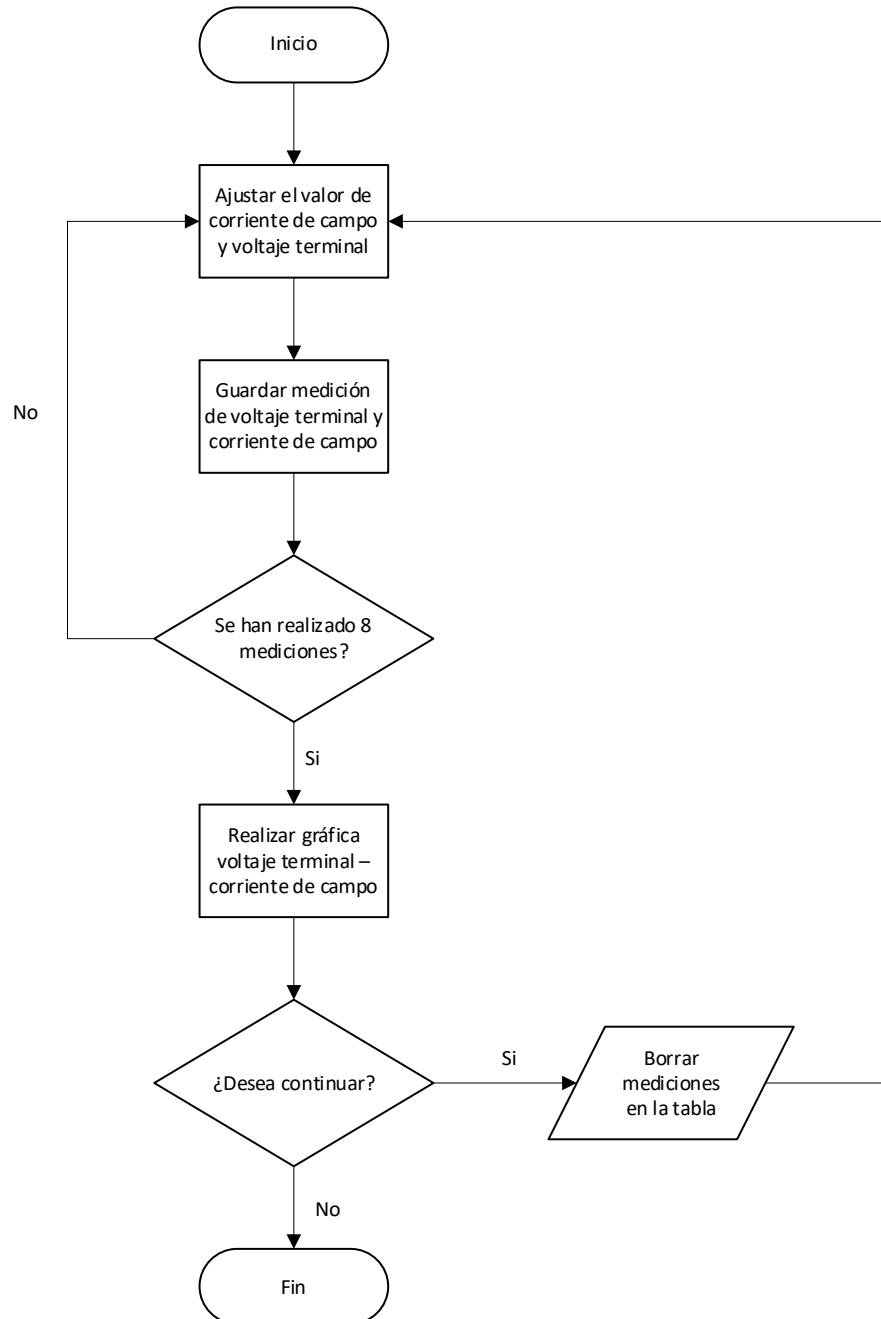 Inicio
Ajustar el valor de
corriente de campo
y voltaje terminal
Guardar medición
de voltaje terminal y
corriente de campo
No
Se han realizado 8
mediciones?
Si
Realizar gráfica
voltaje terminal –
corriente de campo
¿Desea continuar?
Si
Borrar
mediciones
en la tabla
No
Fin